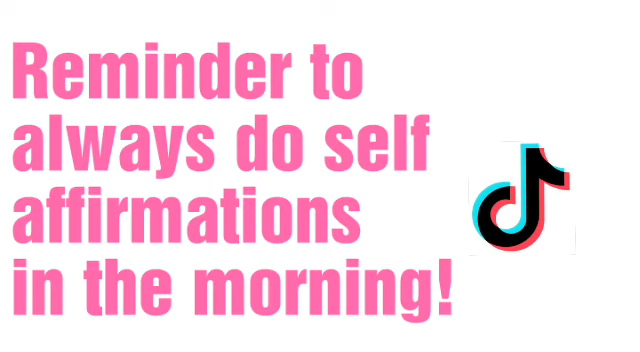 Reminder to
always do self
affirmations
in the morning!